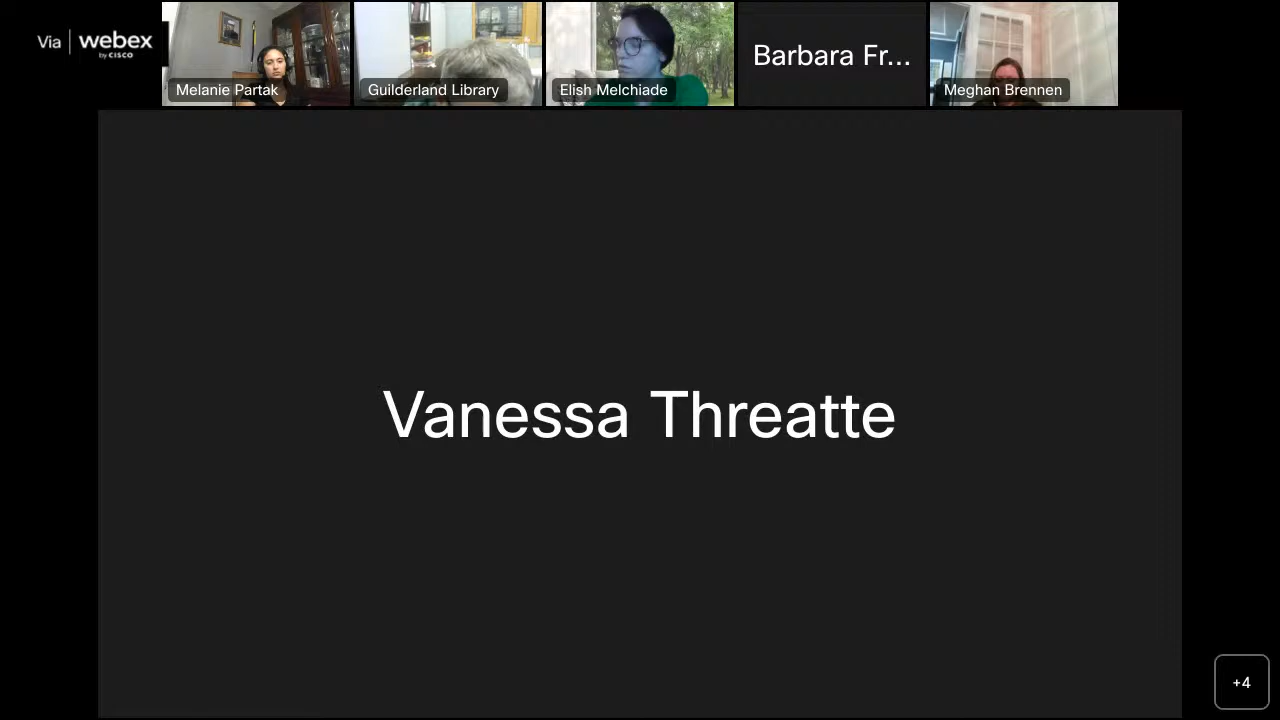 Via | webex
by CISCO
Melanie Partak
Guilderland Library
Elish Melchiade
Barbara Fr...
Meghan Brennen
Vanessa Threatte
+4